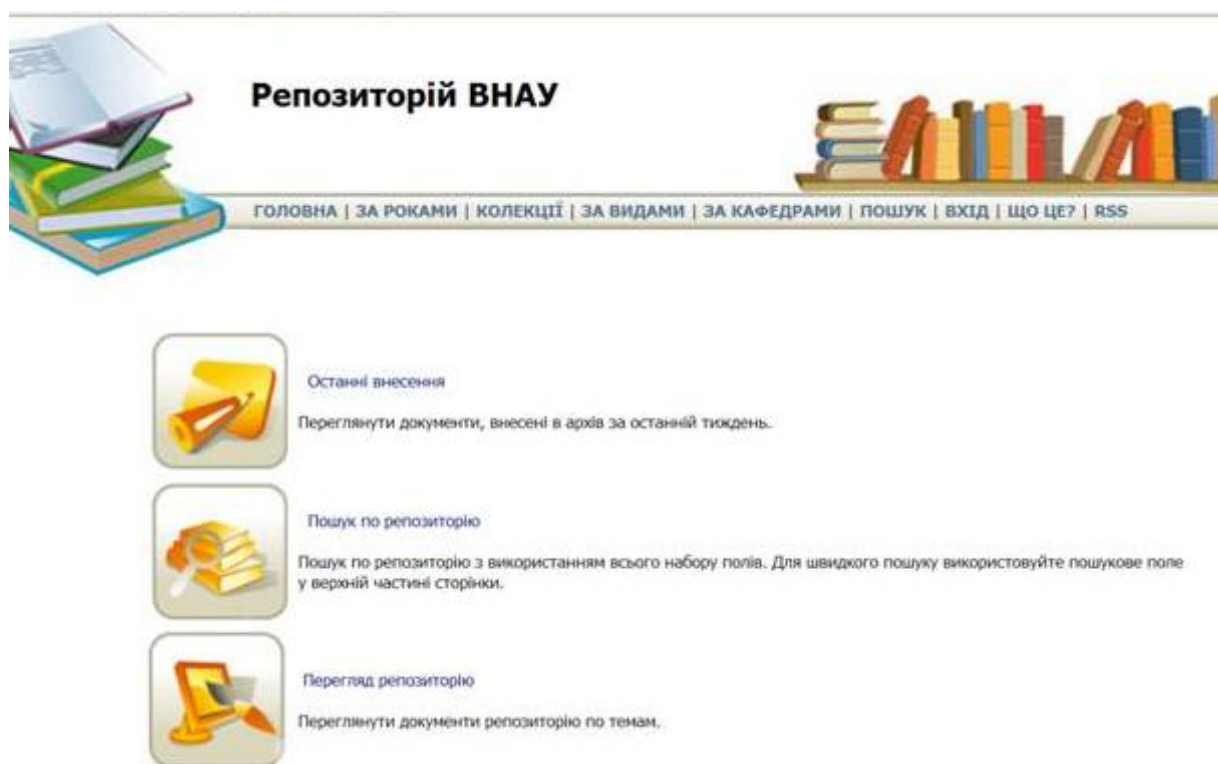 Репозиторій ВНАУ
ГОЛОВНА | ЗА РОКАМИ | КОЛЕКЦІЇ | ЗА ВИДАМИ | ЗА КАФЕДРАМИ | ПОШУК | ВХІД | ЩО ЦЕ? | RSS
Останні внесення
Переглянути документи, внесені в архів за останній тиждень.
Пошук по репозиторію
Пошук по репозиторію з використанням всього набору полів. Для швидкого пошуку використовуйте пошукове поле
у верхній частині сторінки.
Перегляд репозиторію
Переглянути документи репозиторію по темам.